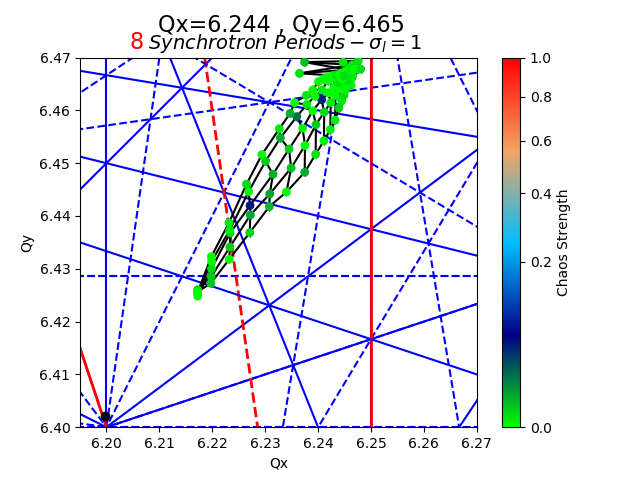 Qx=6.244 , Qy=6.465
8 Synchrotron Periods − σ_l = 1
6.47
6.46
6.45
6.44
6.43
6.42
6.41
6.40
Qy
6.20 6.21 6.22 6.23 6.24 6.25 6.26 6.27
Qx
1.0
0.8
0.6
0.4
0.2
0.0
Chaos Strength